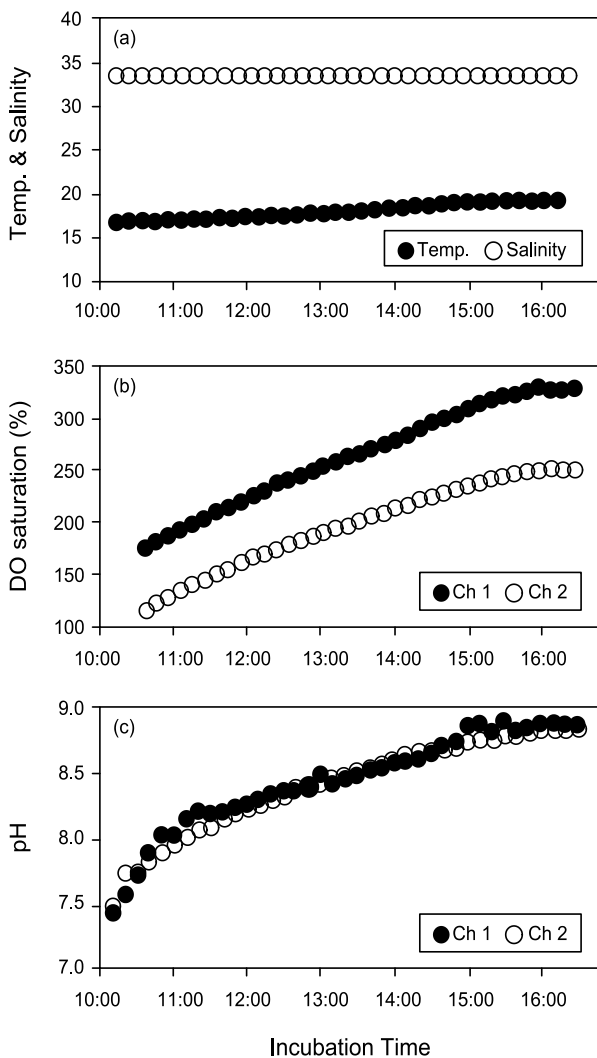 40
(a)
35
30
25
20
15
10
Temp. & Salinity
Temp. Salinity
10:00 11:00 12:00 13:00 14:00 15:00 16:00
350
(b)
300
250
200
150
100
DO saturation (%)
Ch 1 Ch 2
10:00 11:00 12:00 13:00 14:00 15:00 16:00
9.0
(c)
8.5
8.0
7.5
7.0
pH
Ch 1 Ch 2
10:00 11:00 12:00 13:00 14:00 15:00 16:00
Incubation Time